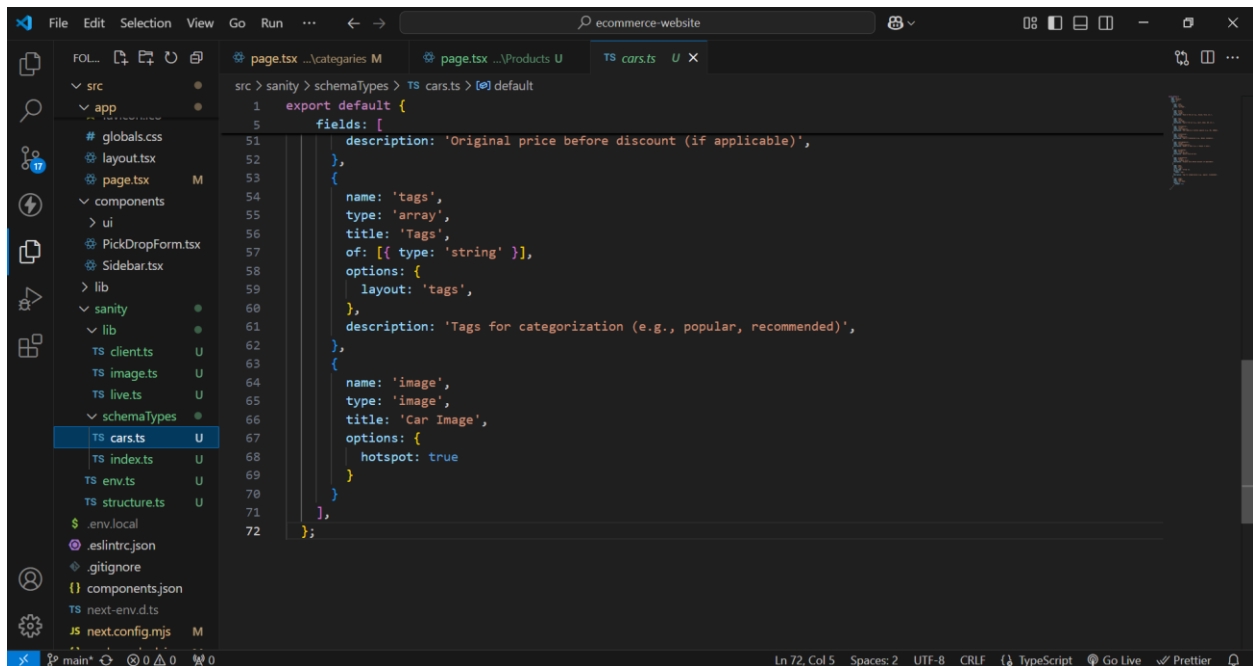 File Edit Selection View Go Run ··· ecommerce-website
FOL...
page.tsx ...\categaries M
page.tsx ...\Products U
TS cars.ts U
src > sanity > schemaTypes > TS cars.ts > default
src
app
# globals.css
layout.tsx
page.tsx M
components
ui
PickDropForm.tsx
Sidebar.tsx
lib
sanity
lib
TS client.ts U
TS image.ts U
TS live.ts U
schemaTypes
TS cars.ts U
TS index.ts U
TS env.ts U
TS structure.ts U
$ .env.local
.eslintrc.json
.gitignore
{} components.json
TS next-env.d.ts
JS next.config.mjs M
17
1 export default {
5 fields: [
51 description: 'Original price before discount (if applicable)',
52 },
53 {
54 name: 'tags',
55 type: 'array',
56 title: 'Tags',
57 of: [{ type: 'string' }],
58 options: {
59 layout: 'tags',
60 },
61 description: 'Tags for categorization (e.g., popular, recommended)',
62 },
63 {
64 name: 'image',
65 type: 'image',
66 title: 'Car Image',
67 options: {
68 hotspot: true
69 }
70 }
71 ],
72 };
main* 0 0 0 Ln 72, Col 5 Spaces: 2 UTF-8 CRLF {} TypeScript Go Live Prettier